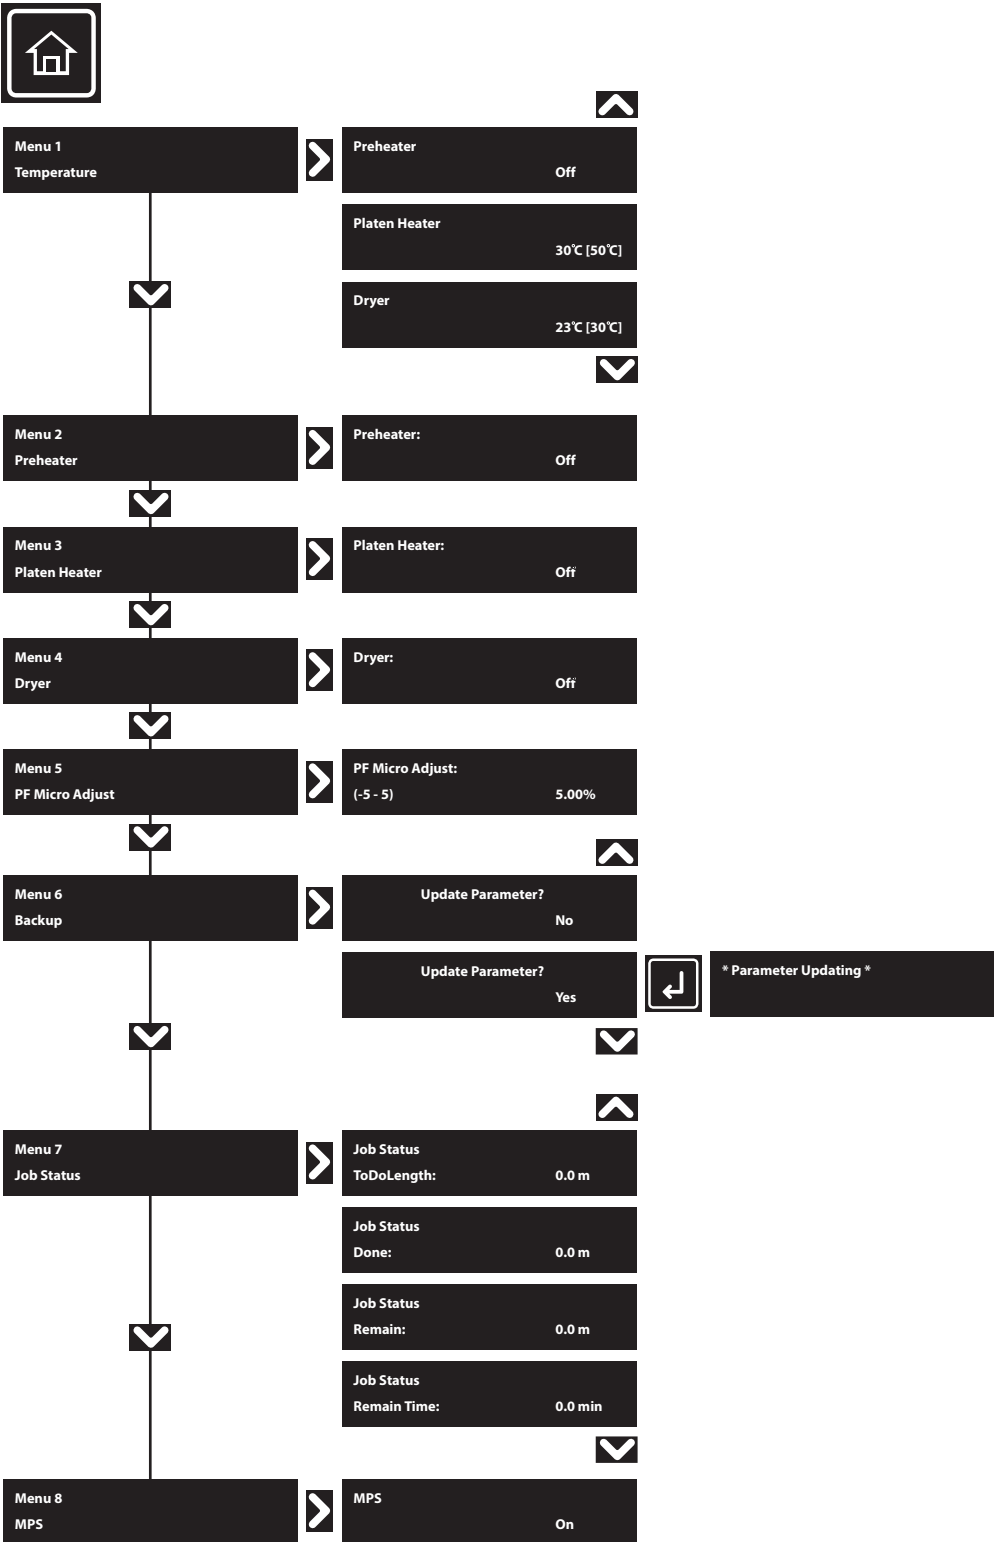 Menu 1
Temperature
Preheater
Off
Platen Heater
30℃ [50℃]
Dryer
23℃ [30℃]
Menu 2
Preheater
Preheater:
Off
Menu 3
Platen Heater
Platen Heater:
Off
Menu 4
Dryer
Dryer:
Off
Menu 5
PF Micro Adjust
PF Micro Adjust:
(-5 - 5) 5.00%
Menu 6
Backup
Update Parameter?
No
Update Parameter?
Yes
* Parameter Updating *
Menu 7
Job Status
Job Status
ToDoLength: 0.0 m
Job Status
Done: 0.0 m
Job Status
Remain: 0.0 m
Job Status
Remain Time: 0.0 min
Menu 8
MPS
MPS
On